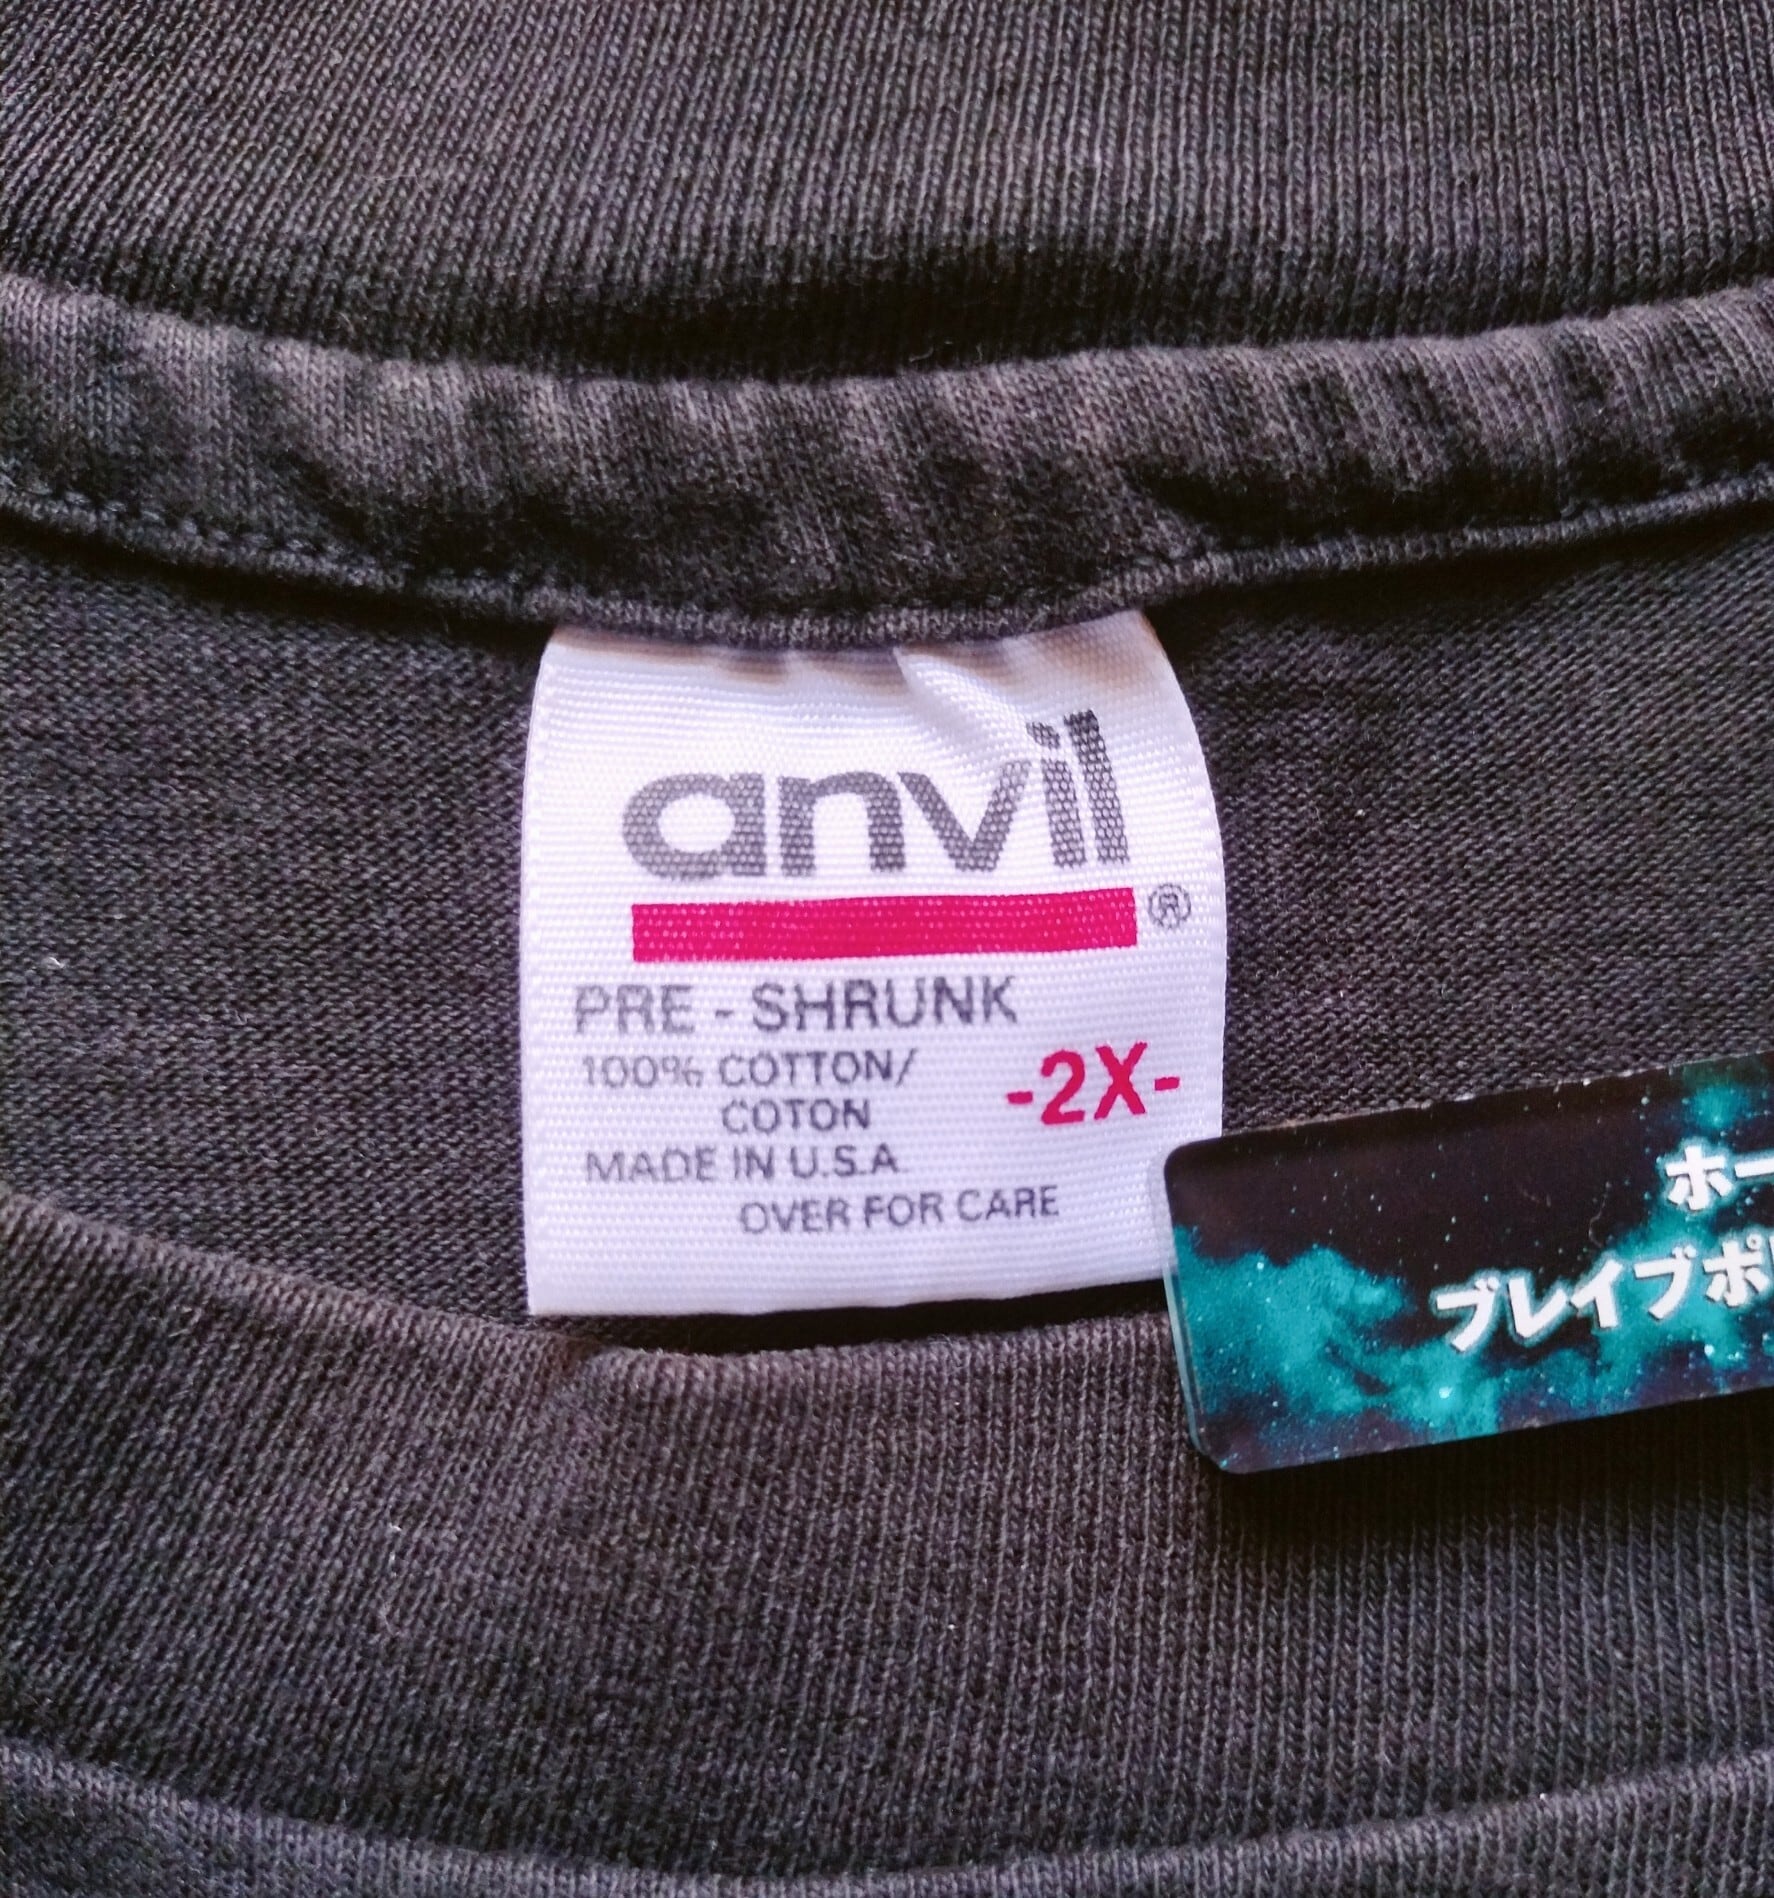 anvil
®
PRE - SHRUNK
100% COTTON/
COTON
-2X-
MADE IN U.S.A
OVER FOR CARE
ホー
ブレイブポ